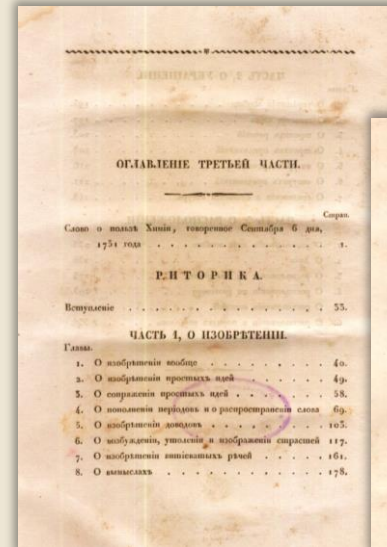 ОГЛАВЛЕНІЕ ТРЕТЬЕЙ ЧАСТИ.
Стран.
Слово о пользѣ Химіи, говоренное Сентября 6 дня,
1751 года . . . . . . . . . . . . 1.
РИТОРИКА.
Вступленіе . . . . . . . . . . . . 33.
ЧАСТЬ 1, О ИЗОБРѢТЕНІИ.
Главы.
1. О изобрѣтеніи вообще . . . . . . . . 40.
2. О изобрѣтеніи простыхъ идей . . . . . . 49.
3. О сопряженіи простыхъ идей . . . . . . 58.
4. О пополненіи періодовъ и о распространеніи слова 69.
5. О изобрѣтеніи доводовъ . . . . . . . 103.
6. О возбужденіи, утоленіи и изображеніи страстей 117.
7. О изобрѣтеніи витіеватыхъ рѣчей . . . . 161.
8. О вымыслахъ . . . . . . . . . . 178.